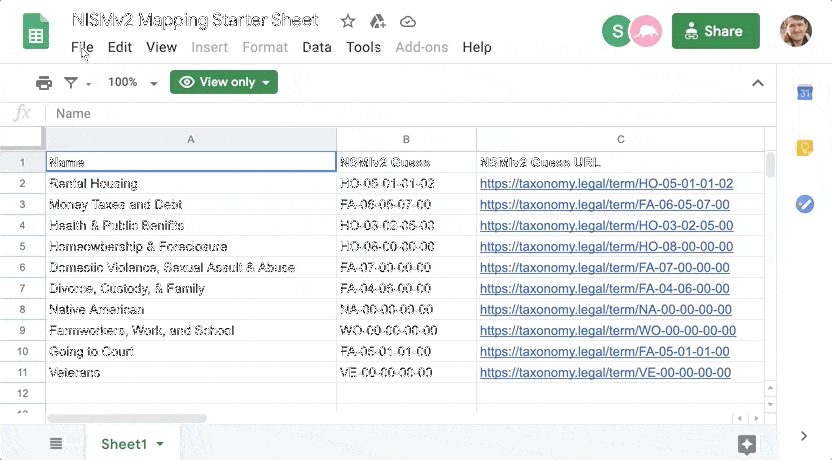 NISMv2 Mapping Starter Sheet
File Edit View Insert Format Data Tools Add-ons Help
S
Share
100%
View only
31
fx Name
A B C
1 Name NSMIv2 Guess NSMIv2 Guess URL
2 Rental Housing HO-05-01-01-02 https://taxonomy.legal/term/HO-05-01-01-02
3 Money Taxes and Debt FA-06-05-07-00 https://taxonomy.legal/term/FA-06-05-07-00
4 Health & Public Benifits HO-03-02-05-00 https://taxonomy.legal/term/HO-03-02-05-00
5 Homeownership & Foreclosure HO-08-00-00-00 https://taxonomy.legal/term/HO-08-00-00-00
6 Domestic Violence, Sexual Assault & Abuse FA-07-00-00-00 https://taxonomy.legal/term/FA-07-00-00-00
7 Divorce, Custody, & Family FA-04-06-00-00 https://taxonomy.legal/term/FA-04-06-00-00
8 Native American NA-00-00-00-00 https://taxonomy.legal/term/NA-00-00-00-00
9 Farmworkers, Work, and School WO-00-00-00-00 https://taxonomy.legal/term/WO-00-00-00-00
10 Going to Court FA-05-01-01-00 https://taxonomy.legal/term/FA-05-01-01-00
11 Veterans VE-00-00-00-00 https://taxonomy.legal/term/VE-00-00-00-00
12
Sheet1